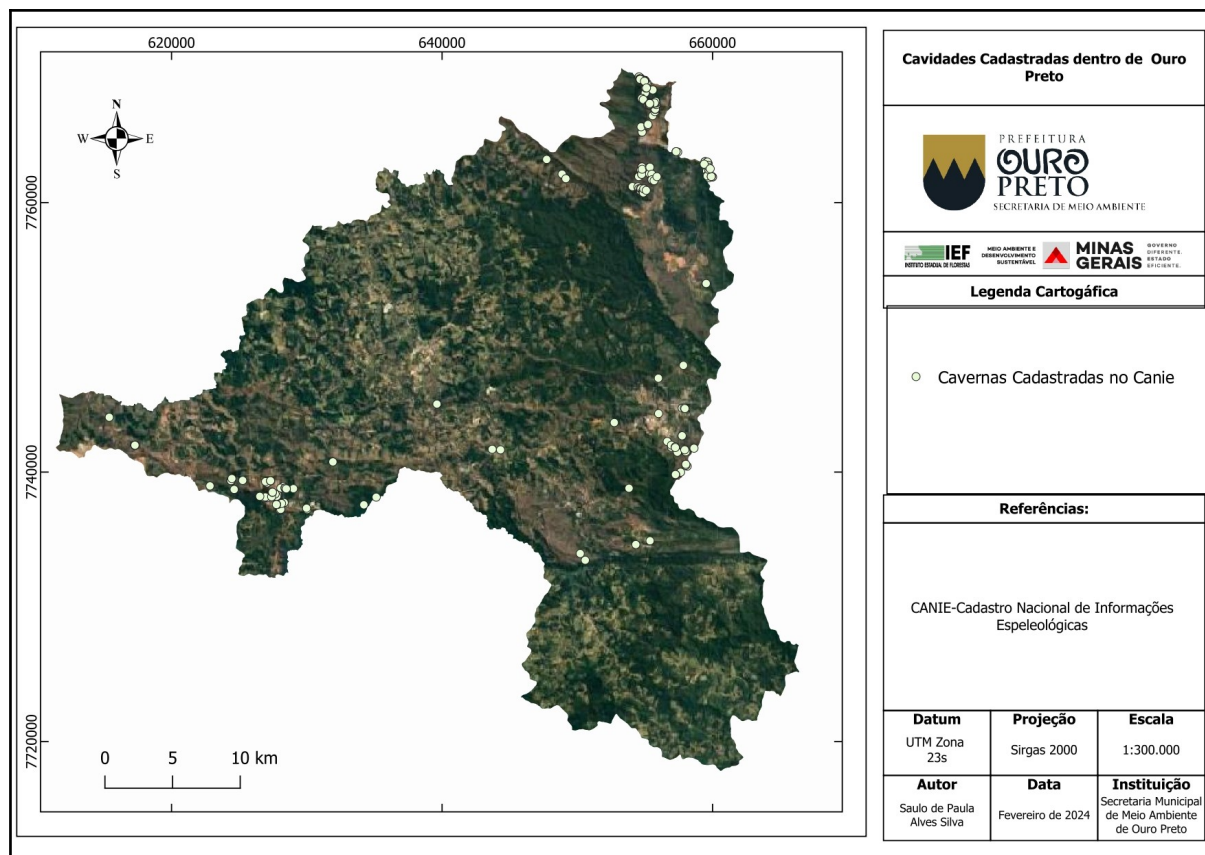 620000
640000
660000
7760000
7740000
7720000
N
W
E
S
0
5
10 km
Cavidades Cadastradas dentro de Ouro
Preto
PREFEITURA
OURO
PRETO
SECRETARIA DE MEIO AMBIENTE
IEF
INSTITUTO ESTADUAL DE FLORESTAS
MEIO AMBIENTE E
DESENVOLVIMENTO
SUSTENTÁVEL
MINAS
GERAIS
GOVERNO
DIFERENTE.
ESTADO
EFICIENTE.
Legenda Cartogáfica
Cavernas Cadastradas no Canie
Referências:
CANIE-Cadastro Nacional de Informações
Espeleológicas
Datum
UTM Zona
23s
Projeção
Sirgas 2000
Escala
1:300.000
Autor
Saulo de Paula
Alves Silva
Data
Fevereiro de 2024
Instituição
Secretaria Municipal
de Meio Ambiente
de Ouro Preto